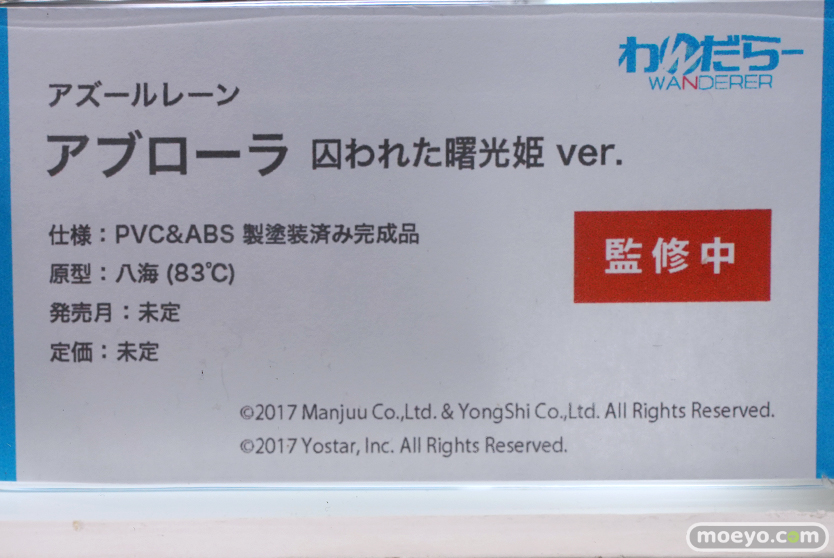 わんだらー
WANDERER
アズールレーン
アブローラ 囚われた曙光姫 ver.
仕様：PVC&ABS 製塗装済み完成品
原型：八海 (83℃)
監修中
発売月：未定
定価：未定
©2017 Manjuu Co.,Ltd. & YongShi Co.,Ltd. All Rights Reserved.
©2017 Yostar, Inc. All Rights Reserved.
moeyo.com